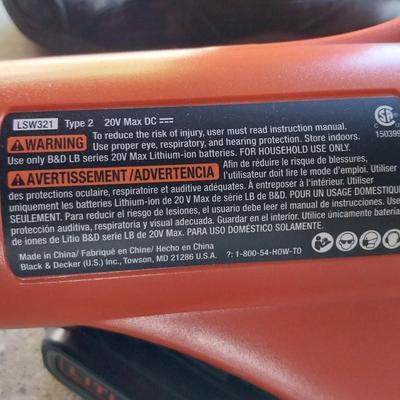 LSW321 Type 2 20V Max DC
WARNING To reduce the risk of injury, user must read instruction manual.
Use proper eye, respiratory, and hearing protection. Store indoors.
Use only B&D LB series 20V Max Lithium-ion batteries. FOR HOUSEHOLD USE ONLY.
AVERTISSEMENT/ADVERTENCIA Afin de réduire le risque de blessures,
l'utilisateur doit lire le mode d'emploi. Utilisez
des protections oculaire, respiratoire et auditive adéquates. À entreposer à l'intérieur. Utilisez
uniquement les batteries Lithium-ion de 20 V Max de série LB de B&D. POUR UN USAGE DOMESTIQUE
SEULEMENT. Para reducir el riesgo de lesiones, el usuario debe leer el manual de instrucciones. Use
protección auditiva, respiratoria y visual adecuada. Guardar en el interior. Utilice únicamente baterías
de iones de Litio B&D serie LB de 20V Max. PARA USO DOMÉSTICO SOLAMENTE.
Made in China/ Fabriqué en Chine/ Hecho en China
Black & Decker (U.S.) Inc., Towson, MD 21286 U.S.A. ?: 1-800-54-HOW-TO
SA
150399
LITHI